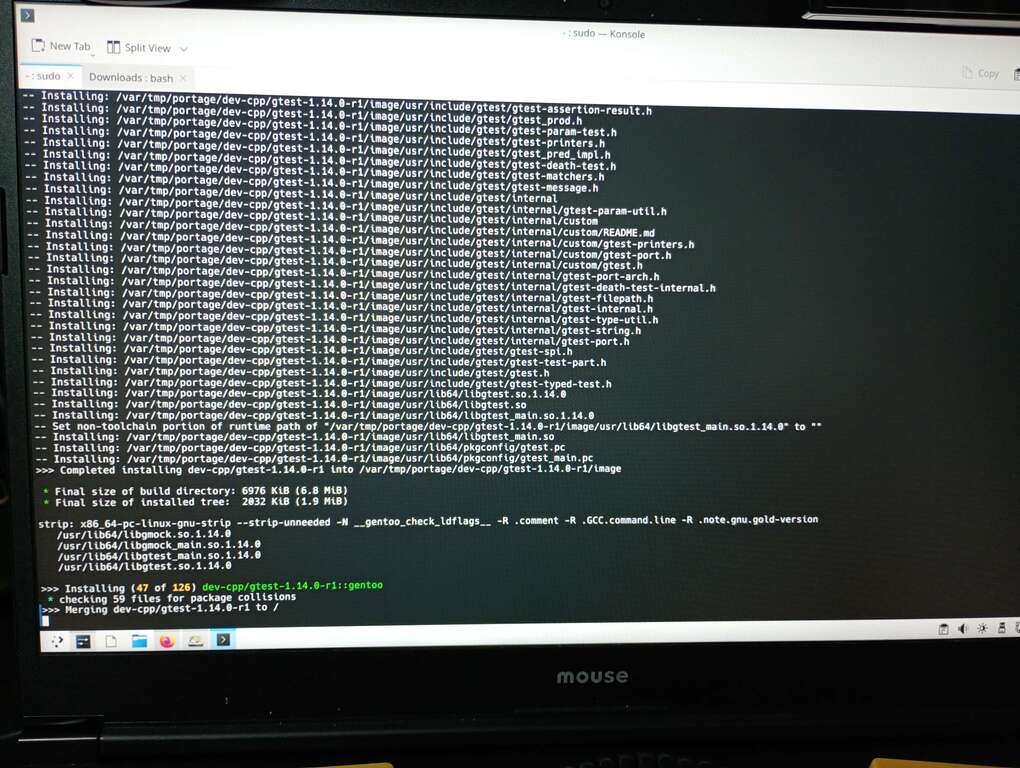 - : sudo — Konsole
New Tab Split View
Copy
- : sudo × Downloads : bash ×
-- Installing: /var/tmp/portage/dev-cpp/gtest-1.14.0-r1/image/usr/include/gtest/gtest-assertion-result.h
-- Installing: /var/tmp/portage/dev-cpp/gtest-1.14.0-r1/image/usr/include/gtest/gtest_prod.h
-- Installing: /var/tmp/portage/dev-cpp/gtest-1.14.0-r1/image/usr/include/gtest/gtest-param-test.h
-- Installing: /var/tmp/portage/dev-cpp/gtest-1.14.0-r1/image/usr/include/gtest/gtest-printers.h
-- Installing: /var/tmp/portage/dev-cpp/gtest-1.14.0-r1/image/usr/include/gtest/gtest_pred_impl.h
-- Installing: /var/tmp/portage/dev-cpp/gtest-1.14.0-r1/image/usr/include/gtest/gtest-death-test.h
-- Installing: /var/tmp/portage/dev-cpp/gtest-1.14.0-r1/image/usr/include/gtest/gtest-matchers.h
-- Installing: /var/tmp/portage/dev-cpp/gtest-1.14.0-r1/image/usr/include/gtest/gtest-message.h
-- Installing: /var/tmp/portage/dev-cpp/gtest-1.14.0-r1/image/usr/include/gtest/internal
-- Installing: /var/tmp/portage/dev-cpp/gtest-1.14.0-r1/image/usr/include/gtest/internal/gtest-param-util.h
-- Installing: /var/tmp/portage/dev-cpp/gtest-1.14.0-r1/image/usr/include/gtest/internal/custom
-- Installing: /var/tmp/portage/dev-cpp/gtest-1.14.0-r1/image/usr/include/gtest/internal/custom/README.md
-- Installing: /var/tmp/portage/dev-cpp/gtest-1.14.0-r1/image/usr/include/gtest/internal/custom/gtest-printers.h
-- Installing: /var/tmp/portage/dev-cpp/gtest-1.14.0-r1/image/usr/include/gtest/internal/custom/gtest-port.h
-- Installing: /var/tmp/portage/dev-cpp/gtest-1.14.0-r1/image/usr/include/gtest/internal/custom/gtest.h
-- Installing: /var/tmp/portage/dev-cpp/gtest-1.14.0-r1/image/usr/include/gtest/internal/gtest-port-arch.h
-- Installing: /var/tmp/portage/dev-cpp/gtest-1.14.0-r1/image/usr/include/gtest/internal/gtest-death-test-internal.h
-- Installing: /var/tmp/portage/dev-cpp/gtest-1.14.0-r1/image/usr/include/gtest/internal/gtest-filepath.h
-- Installing: /var/tmp/portage/dev-cpp/gtest-1.14.0-r1/image/usr/include/gtest/internal/gtest-internal.h
-- Installing: /var/tmp/portage/dev-cpp/gtest-1.14.0-r1/image/usr/include/gtest/internal/gtest-type-util.h
-- Installing: /var/tmp/portage/dev-cpp/gtest-1.14.0-r1/image/usr/include/gtest/internal/gtest-string.h
-- Installing: /var/tmp/portage/dev-cpp/gtest-1.14.0-r1/image/usr/include/gtest/internal/gtest-port.h
-- Installing: /var/tmp/portage/dev-cpp/gtest-1.14.0-r1/image/usr/include/gtest/gtest-spi.h
-- Installing: /var/tmp/portage/dev-cpp/gtest-1.14.0-r1/image/usr/include/gtest/gtest-test-part.h
-- Installing: /var/tmp/portage/dev-cpp/gtest-1.14.0-r1/image/usr/include/gtest/gtest.h
-- Installing: /var/tmp/portage/dev-cpp/gtest-1.14.0-r1/image/usr/include/gtest/gtest-typed-test.h
-- Installing: /var/tmp/portage/dev-cpp/gtest-1.14.0-r1/image/usr/lib64/libgtest.so.1.14.0
-- Installing: /var/tmp/portage/dev-cpp/gtest-1.14.0-r1/image/usr/lib64/libgtest.so
-- Installing: /var/tmp/portage/dev-cpp/gtest-1.14.0-r1/image/usr/lib64/libgtest_main.so.1.14.0
-- Set non-toolchain portion of runtime path of "/var/tmp/portage/dev-cpp/gtest-1.14.0-r1/image/usr/lib64/libgtest_main.so.1.14.0" to ""
-- Installing: /var/tmp/portage/dev-cpp/gtest-1.14.0-r1/image/usr/lib64/libgtest_main.so
-- Installing: /var/tmp/portage/dev-cpp/gtest-1.14.0-r1/image/usr/lib64/pkgconfig/gtest.pc
-- Installing: /var/tmp/portage/dev-cpp/gtest-1.14.0-r1/image/usr/lib64/pkgconfig/gtest_main.pc
>>> Completed installing dev-cpp/gtest-1.14.0-r1 into /var/tmp/portage/dev-cpp/gtest-1.14.0-r1/image
* Final size of build directory: 6976 KiB (6.8 MiB)
* Final size of installed tree: 2032 KiB (1.9 MiB)
strip: x86_64-pc-linux-gnu-strip --strip-unneeded -N __gentoo_check_ldflags__ -R .comment -R .GCC.command.line -R .note.gnu.gold-version
/usr/lib64/libgmock.so.1.14.0
/usr/lib64/libgmock_main.so.1.14.0
/usr/lib64/libgtest_main.so.1.14.0
/usr/lib64/libgtest.so.1.14.0
>>> Installing (47 of 126) dev-cpp/gtest-1.14.0-r1::gentoo
* checking 59 files for package collisions
>>> Merging dev-cpp/gtest-1.14.0-r1 to /
mouse